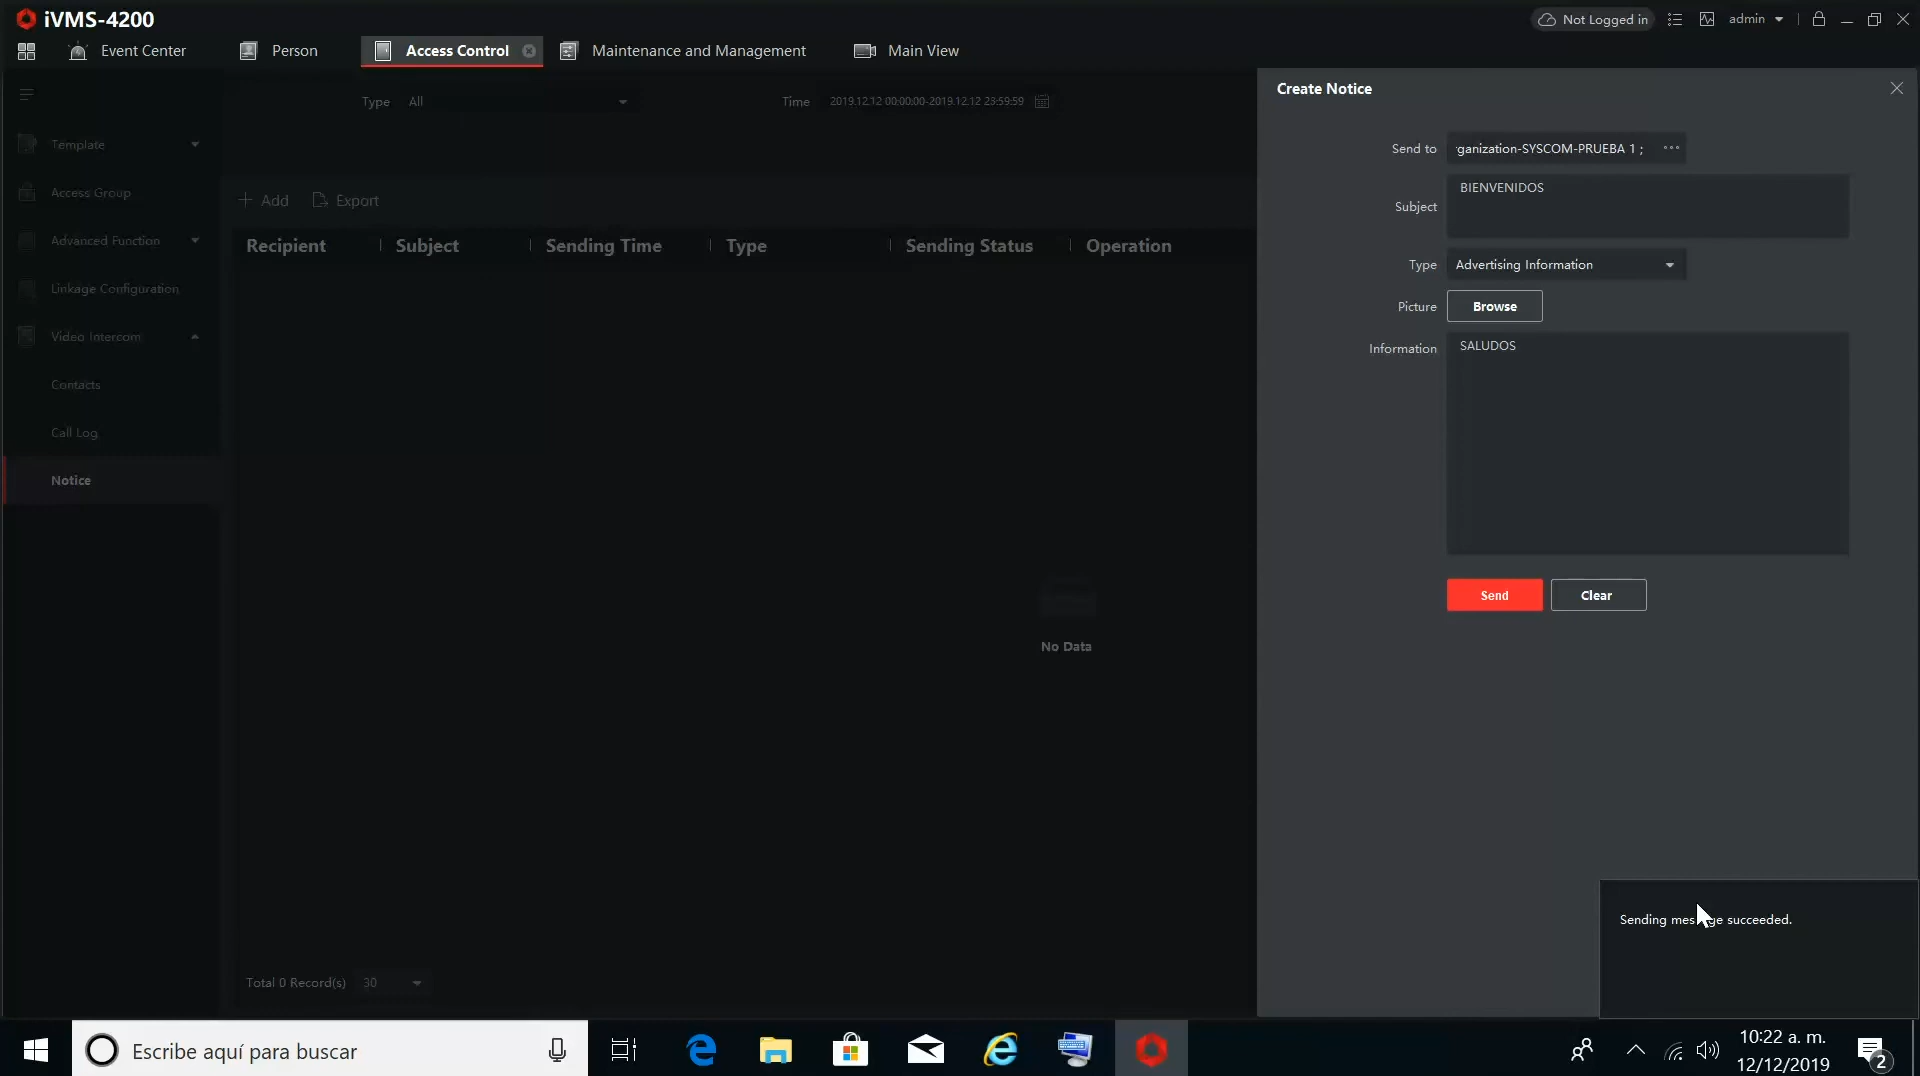 iVMS-4200
Not Logged in
admin
Event Center
Person
Access Control
Maintenance and Management
Main View
Type All
Time 2019.12.12 00:00:00-2019.12.12 23:59:59
Template
Access Group
Advanced Function
Linkage Configuration
Video Intercom
Contacts
Call Log
Notice
Add
Export
Recipient Subject Sending Time Type Sending Status Operation
No Data
Total 0 Record(s) 30
Create Notice
Send to rganization-SYSCOM-PRUEBA 1 ; ...
Subject BIENVENIDOS
Type Advertising Information
Picture Browse
Information SALUDOS
Send Clear
Sending succeeded.
Escribe aquí para buscar
10:22 a. m.
12/12/2019
2